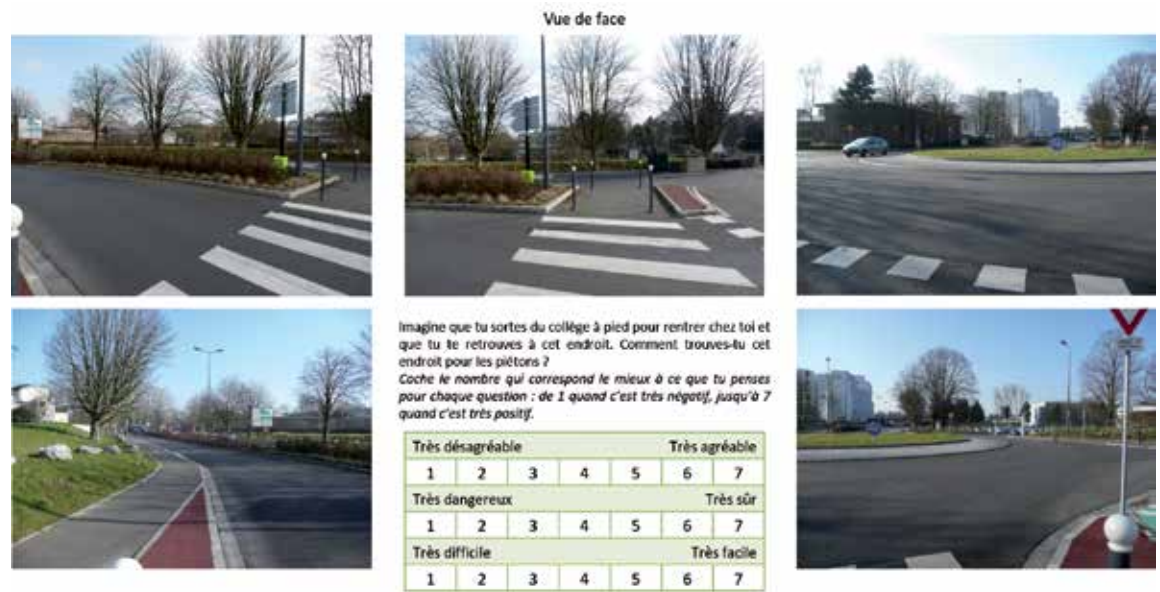 Vue de face
Imagine que tu sortes du collège à pied pour rentrer chez toi et
que tu te retrouves à cet endroit. Comment trouves-tu cet
endroit pour les piétons ?
Coche le nombre qui correspond le mieux à ce que tu penses
pour chaque question : de 1 quand c'est très négatif, jusqu'à 7
quand c'est très positif.
Très désagréable Très agréable
1 2 3 4 5 6 7
Très dangereux Très sûr
1 2 3 4 5 6 7
Très difficile Très facile
1 2 3 4 5 6 7